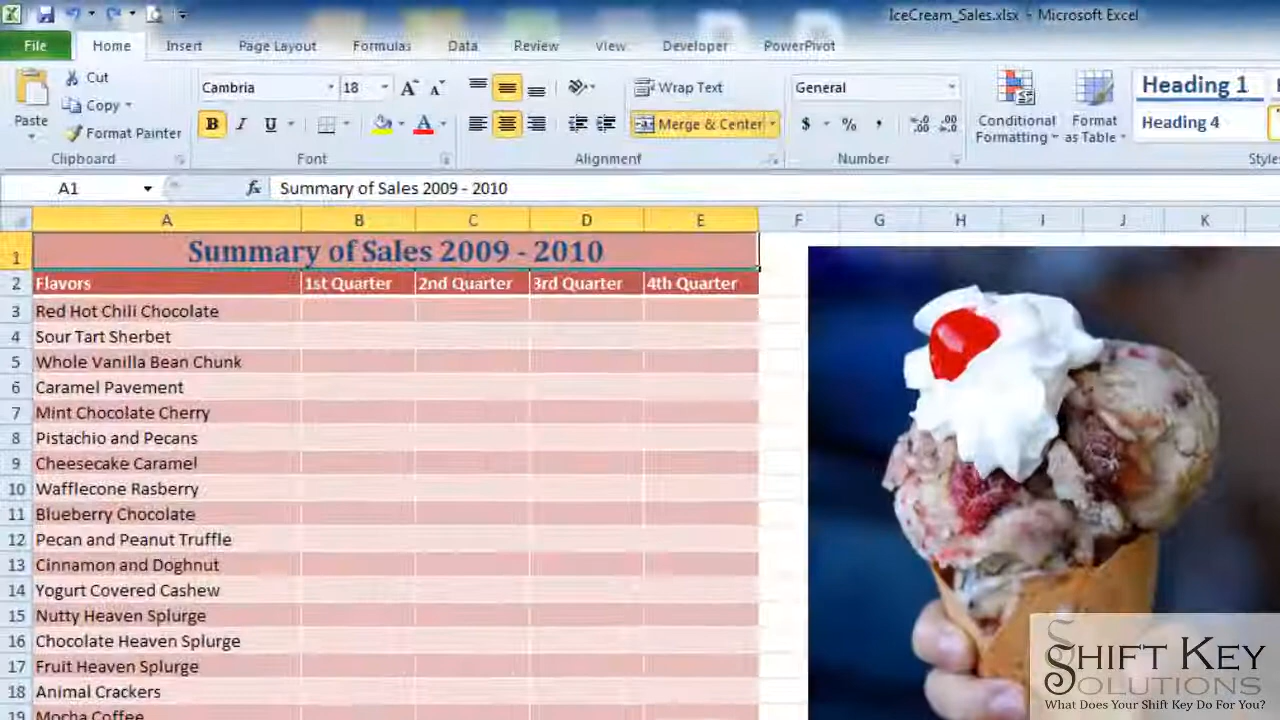 IceCream_Sales.xlsx - Microsoft Excel
File Home Insert Page Layout Formulas Data Review View Developer PowerPivot
Paste
Cut
Copy
Format Painter
Clipboard
Cambria 18
B I U
Font
Wrap Text
Merge & Center
Alignment
General
$ % ,
Number
Conditional Formatting
Format as Table
Heading 1
Heading 4
Styles
A1 fx Summary of Sales 2009 - 2010
A B C D E F G H I J K
1 Summary of Sales 2009 - 2010
2 Flavors 1st Quarter 2nd Quarter 3rd Quarter 4th Quarter
3 Red Hot Chili Chocolate
4 Sour Tart Sherbet
5 Whole Vanilla Bean Chunk
6 Caramel Pavement
7 Mint Chocolate Cherry
8 Pistachio and Pecans
9 Cheesecake Caramel
10 Wafflecone Rasberry
11 Blueberry Chocolate
12 Pecan and Peanut Truffle
13 Cinnamon and Doghnut
14 Yogurt Covered Cashew
15 Nutty Heaven Splurge
16 Chocolate Heaven Splurge
17 Fruit Heaven Splurge
18 Animal Crackers
19 Mocha Coffee
Shift Key
Solutions
What Does Your Shift Key Do For You?